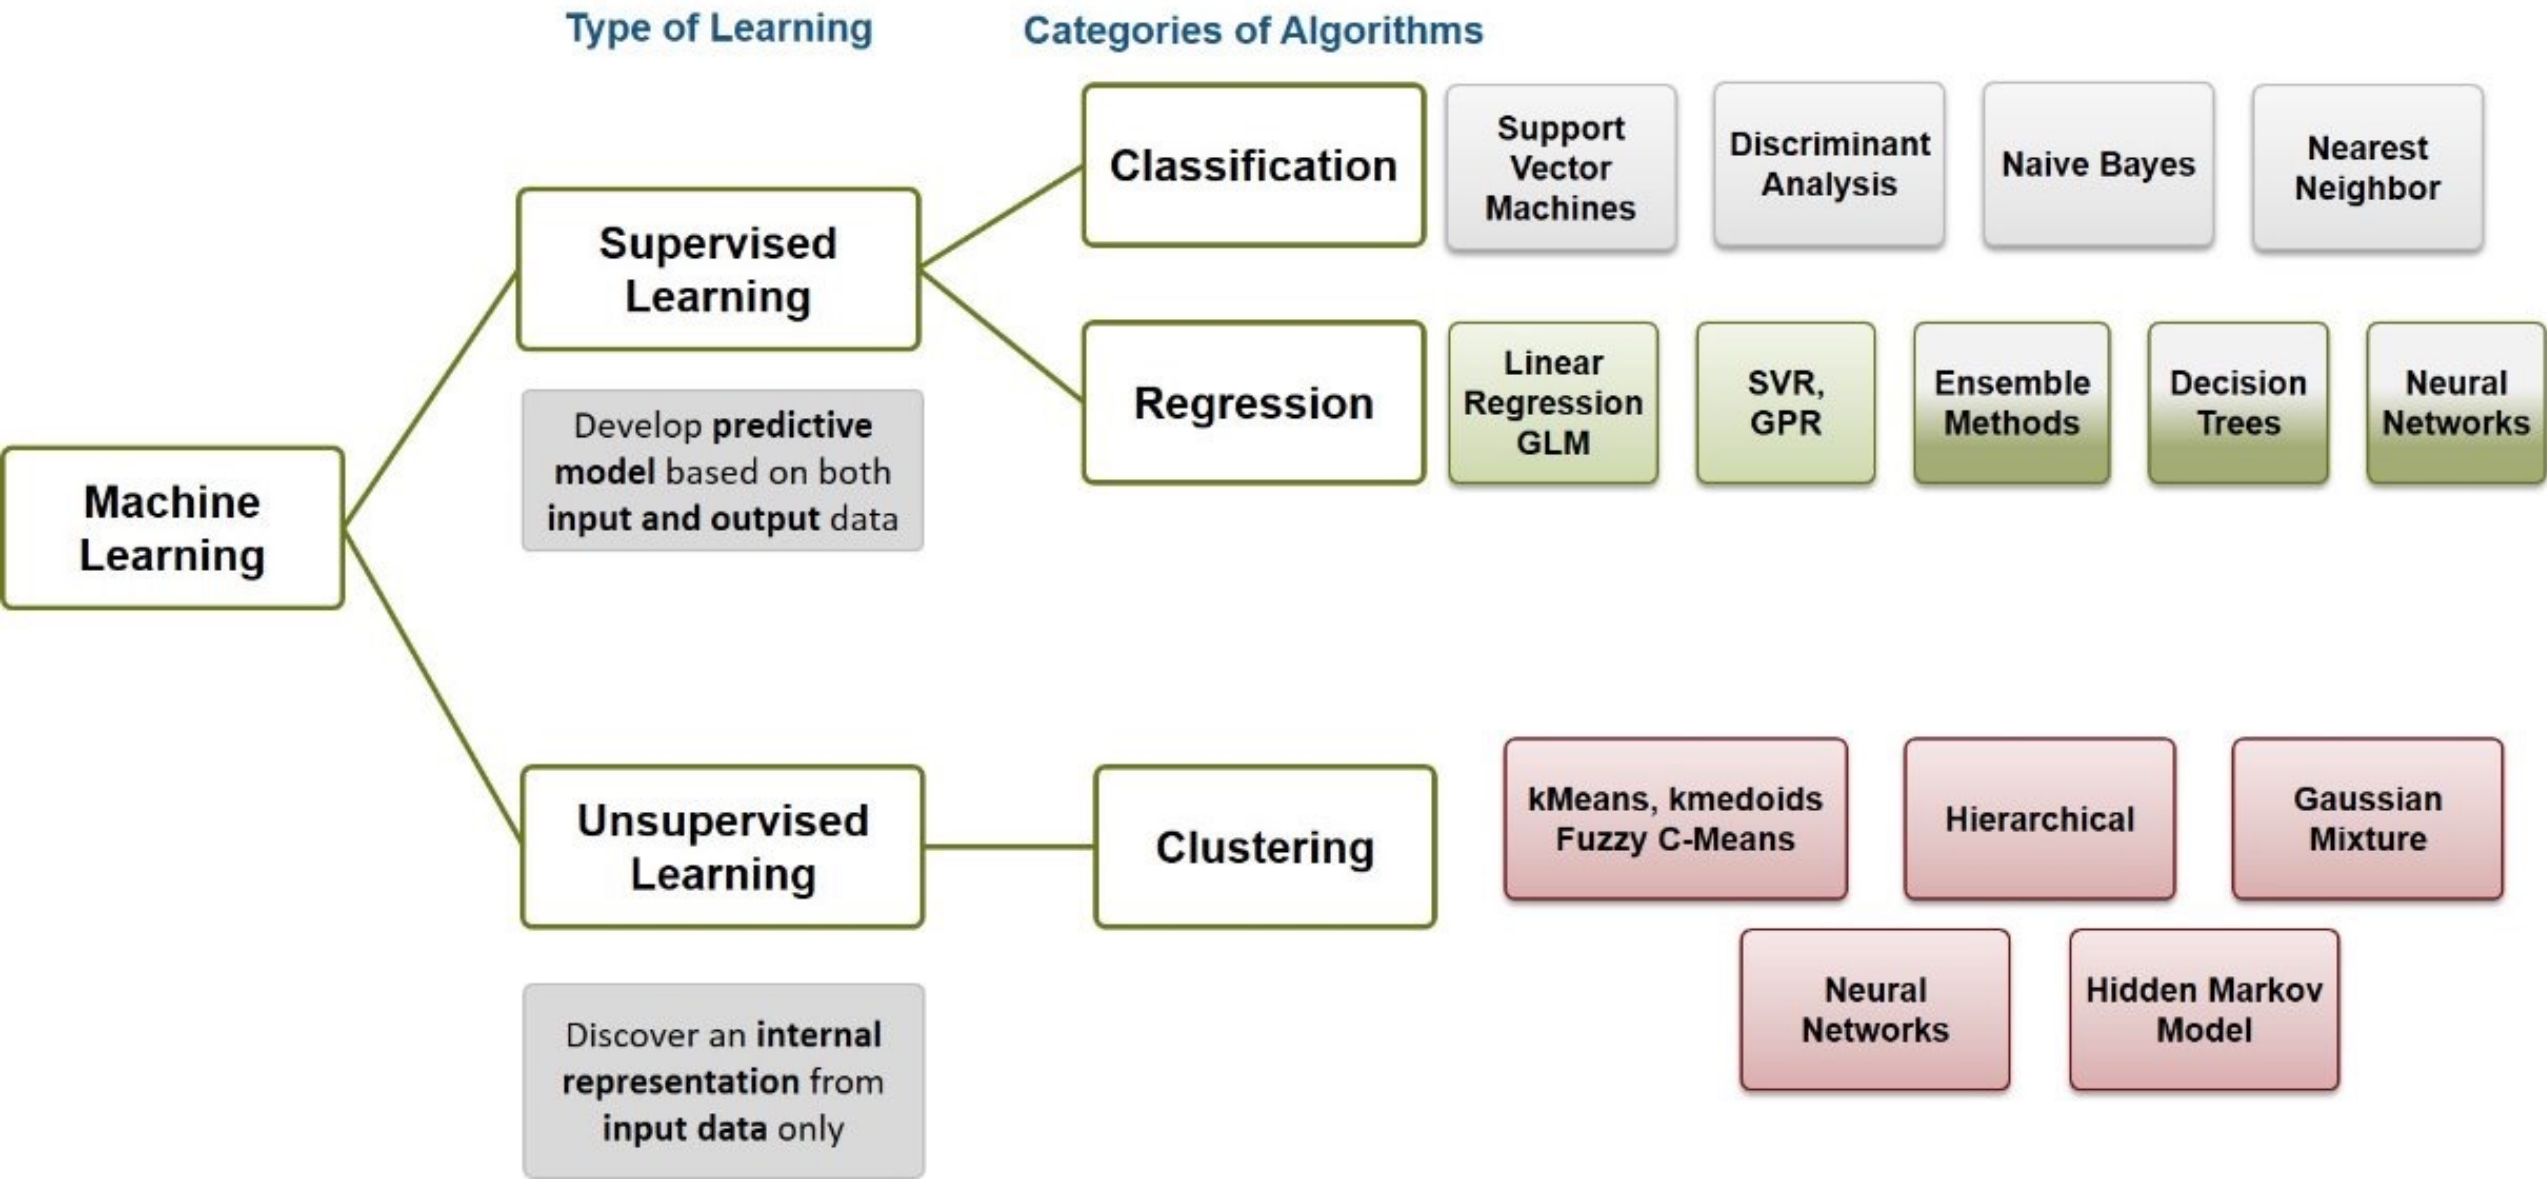 Type of Learning
Categories of Algorithms
Machine
Learning
Supervised
Learning
Develop predictive
model based on both
input and output data
Classification
Support
Vector
Machines
Discriminant
Analysis
Naive Bayes
Nearest
Neighbor
Regression
Linear
Regression
GLM
SVR,
GPR
Ensemble
Methods
Decision
Trees
Neural
Networks
Unsupervised
Learning
Discover an internal
representation from
input data only
Clustering
kMeans, kmedoids
Fuzzy C-Means
Hierarchical
Gaussian
Mixture
Neural
Networks
Hidden Markov
Model